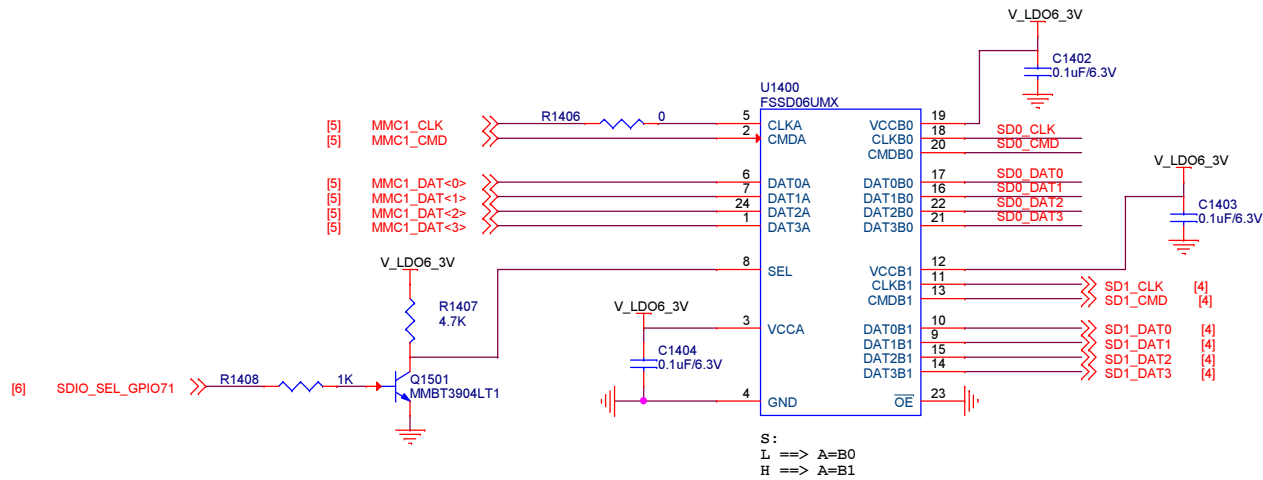 V_LDO6_3V
C1402
0.1uF/6.3V
U1400
FSSD06UMX
[5] MMC1_CLK R1406 0 5 CLKA VCCB0 19
[5] MMC1_CMD 2 CMDA CLKB0 18 SD0_CLK
CMDB0 20 SD0_CMD
V_LDO6_3V
[5] MMC1_DAT<0> 6 DAT0A DAT0B0 17 SD0_DAT0
[5] MMC1_DAT<1> 7 DAT1A DAT1B0 16 SD0_DAT1
[5] MMC1_DAT<2> 24 DAT2A DAT2B0 22 SD0_DAT2
[5] MMC1_DAT<3> 1 DAT3A DAT3B0 21 SD0_DAT3
C1403
0.1uF/6.3V
V_LDO6_3V
8 SEL VCCB1 12
CLKB1 11 SD1_CLK [4]
CMDB1 13 SD1_CMD [4]
R1407
4.7K
V_LDO6_3V
3 VCCA DAT0B1 10 SD1_DAT0 [4]
DAT1B1 9 SD1_DAT1 [4]
DAT2B1 15 SD1_DAT2 [4]
DAT3B1 14 SD1_DAT3 [4]
C1404
0.1uF/6.3V
[6] SDIO_SEL_GPIO71 R1408 1K Q1501
MMBT3904LT1
4 GND OE 23
S:
L ==> A=B0
H ==> A=B1